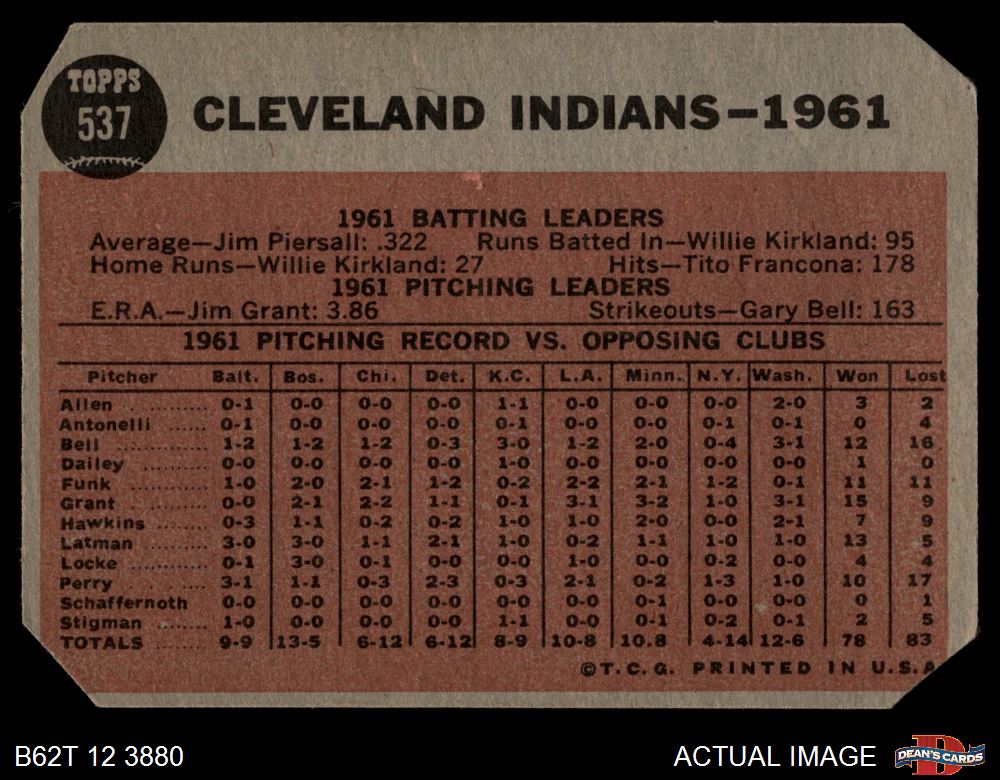 TOPPS
537
CLEVELAND INDIANS—1961
1961 BATTING LEADERS
Average—Jim Piersall: .322 Runs Batted In—Willie Kirkland: 95
Home Runs—Willie Kirkland: 27 Hits—Tito Francona: 178
1961 PITCHING LEADERS
E.R.A.—Jim Grant: 3.86 Strikeouts—Gary Bell: 163
1961 PITCHING RECORD VS. OPPOSING CLUBS
Pitcher Balt. Bos. Chi. Det. K.C. L.A. Minn. N.Y. Wash. Won Lost
Allen .......... 0-1 0-0 0-0 0-0 1-1 0-0 0-0 0-0 2-0 3 2
Antonelli ...... 0-1 0-0 0-0 0-0 0-1 0-0 0-0 0-1 0-1 0 4
Bell ........... 1-2 1-2 1-2 0-3 3-0 1-2 2-0 0-4 3-1 12 16
Dailey ......... 0-0 0-0 0-0 0-0 1-0 0-0 0-0 0-0 0-0 1 0
Funk ........... 1-0 2-0 2-1 1-2 0-2 2-2 2-1 1-2 0-1 11 11
Grant .......... 0-0 2-1 2-2 1-1 0-1 3-1 3-2 1-0 3-1 15 9
Hawkins ........ 0-3 1-1 0-2 0-2 1-0 1-0 2-0 0-0 2-1 7 9
Latman ......... 3-0 3-0 1-1 2-1 1-0 0-2 1-1 1-0 1-0 13 5
Locke .......... 0-1 3-0 0-1 0-0 0-0 1-0 0-0 0-2 0-0 4 4
Perry .......... 3-1 1-1 0-3 2-3 0-3 2-1 0-2 1-3 1-0 10 17
Schaffernoth 0-0 0-0 0-0 0-0 0-0 0-0 0-1 0-0 0-0 0 1
Stigman ........ 1-0 0-0 0-0 0-0 1-1 0-0 0-1 0-2 0-1 2 5
TOTALS ......... 9-9 13-5 6-12 6-12 8-9 10-8 10.8 4-14 12-6 78 83
©T.C.G. PRINTED IN U.S.A
B62T 12 3880 ACTUAL IMAGE DEAN'S CARDS